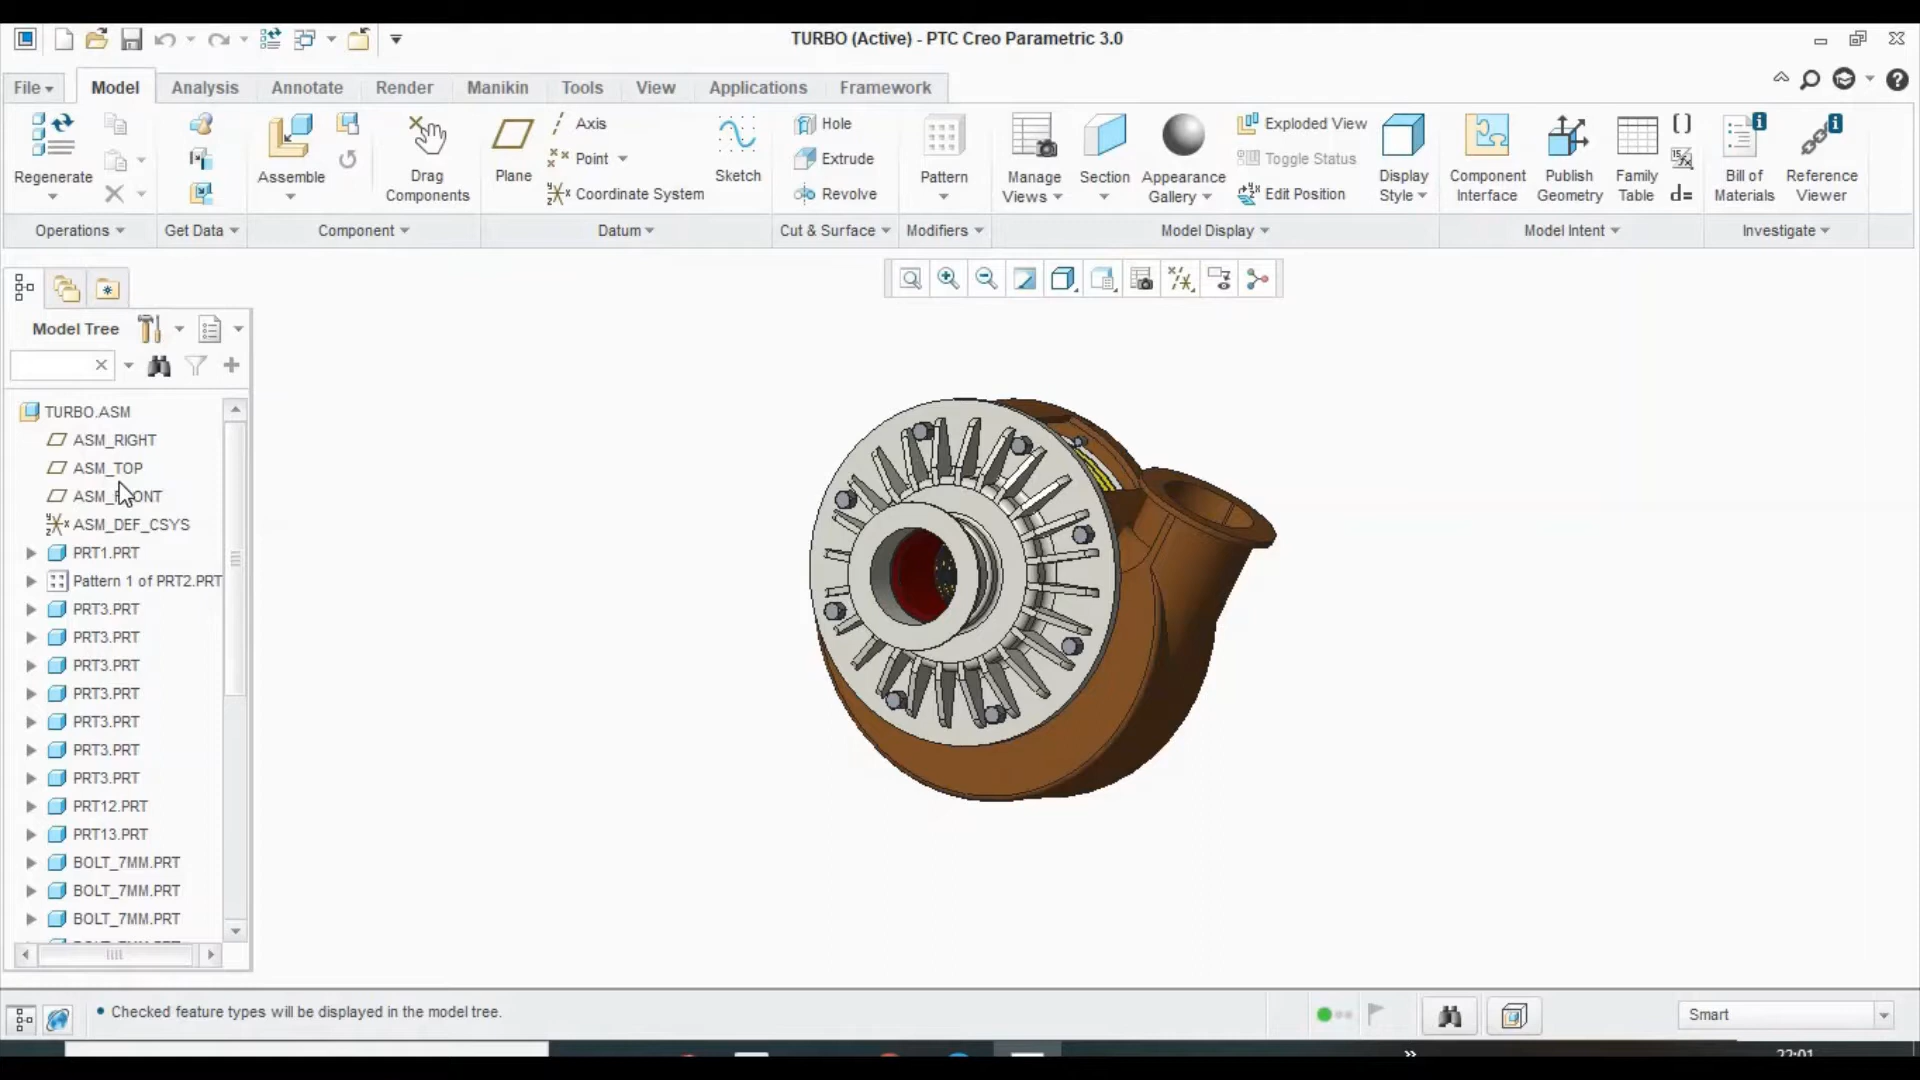 TURBO (Active) - PTC Creo Parametric 3.0
File Model Analysis Annotate Render Manikin Tools View Applications Framework
Regenerate
Assemble
Drag
Components
Plane
Axis
Point
Coordinate System
Sketch
Hole
Extrude
Revolve
Pattern
Manage
Views
Section
Appearance
Gallery
Exploded View
Toggle Status
Edit Position
Display
Style
Component
Interface
Publish
Geometry
Family
Table
d=
Bill of
Materials
Reference
Viewer
Operations Get Data Component Datum Cut & Surface Modifiers Model Display Model Intent Investigate
Model Tree
TURBO.ASM
ASM_RIGHT
ASM_TOP
ASM_FRONT
ASM_DEF_CSYS
PRT1.PRT
Pattern 1 of PRT2.PRT
PRT3.PRT
PRT3.PRT
PRT3.PRT
PRT3.PRT
PRT3.PRT
PRT3.PRT
PRT3.PRT
PRT12.PRT
PRT13.PRT
BOLT_7MM.PRT
BOLT_7MM.PRT
BOLT_7MM.PRT
• Checked feature types will be displayed in the model tree.
Smart
22:01